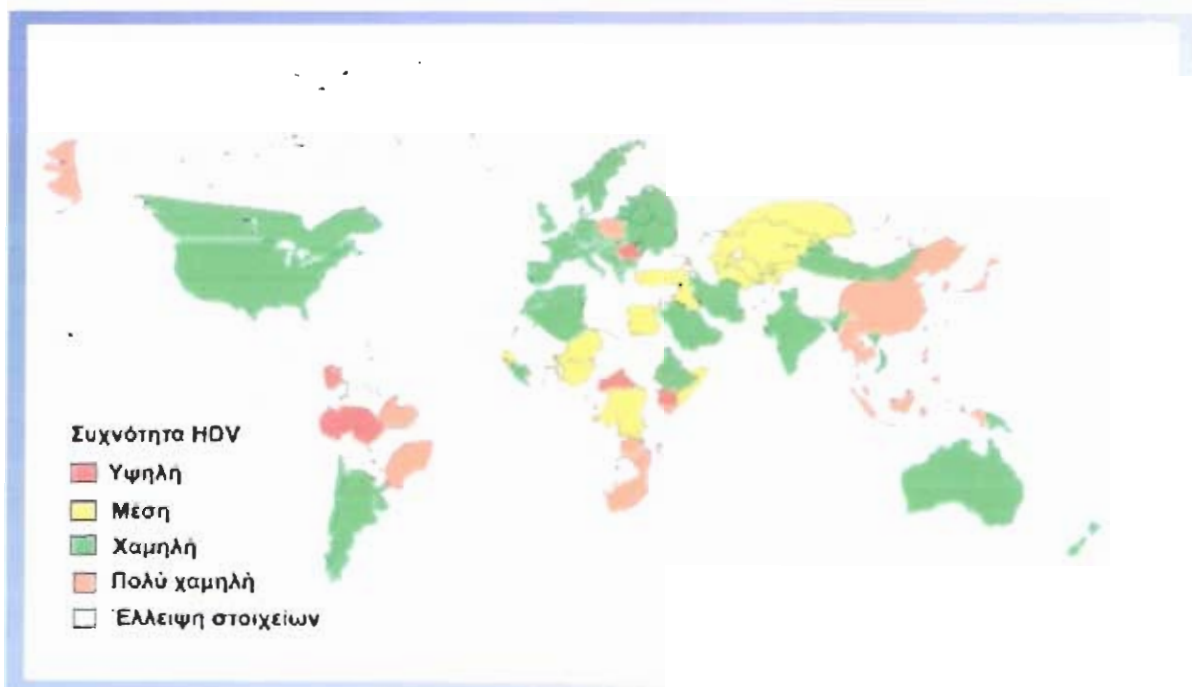 Συχνότητα HDV
Υψηλή
Μέση
Χαμηλή
Πολύ χαμηλή
Έλλειψη στοιχείων